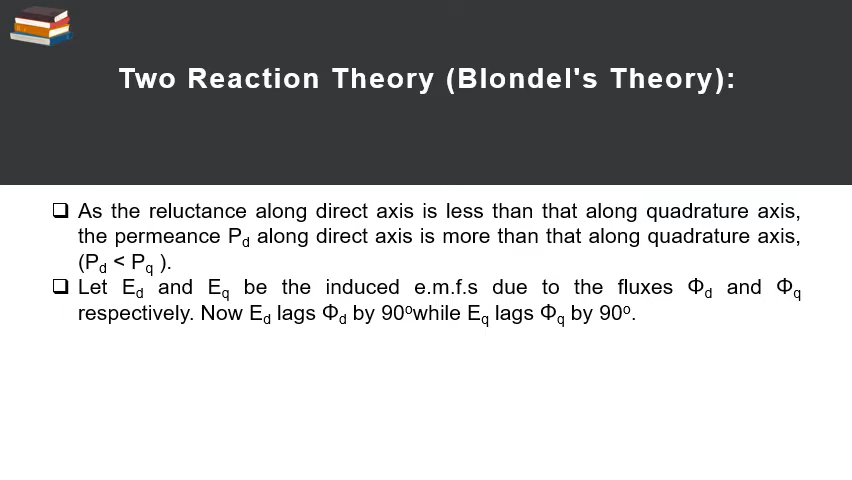 Two Reaction Theory (Blondel's Theory):
❑ As the reluctance along direct axis is less than that along quadrature axis,
the permeance Pd along direct axis is more than that along quadrature axis,
(Pd < Pq ).
❑ Let Ed and Eq be the induced e.m.f.s due to the fluxes Φd and Φq
respectively. Now Ed lags Φd by 90owhile Eq lags Φq by 90o.